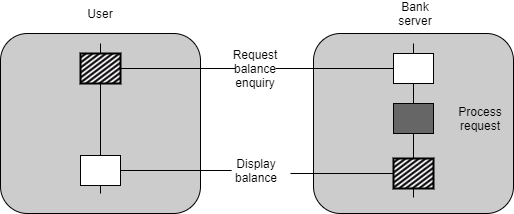 User
Bank
server
Request
balance
enquiry
Process
request
Display
balance